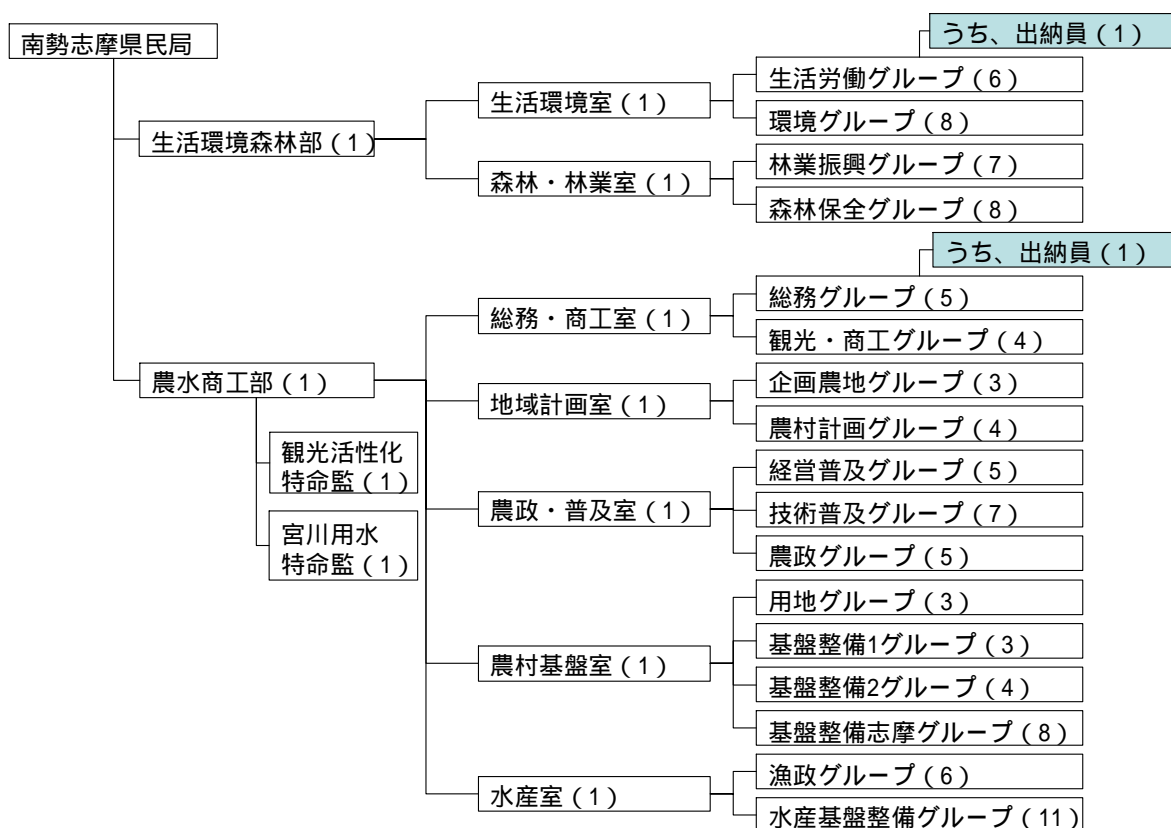 南勢志摩県民局
うち、出納員（1）
生活環境森林部（1）
生活環境室（1）
生活労働グループ（6）
環境グループ（8）
森林・林業室（1）
林業振興グループ（7）
森林保全グループ（8）
うち、出納員（1）
農水商工部（1）
観光活性化
特命監（1）
宮川用水
特命監（1）
総務・商工室（1）
総務グループ（5）
観光・商工グループ（4）
地域計画室（1）
企画農地グループ（3）
農村計画グループ（4）
農政・普及室（1）
経営普及グループ（5）
技術普及グループ（7）
農政グループ（5）
農村基盤室（1）
用地グループ（3）
基盤整備1グループ（3）
基盤整備2グループ（4）
基盤整備志摩グループ（8）
水産室（1）
漁政グループ（6）
水産基盤整備グループ（11）